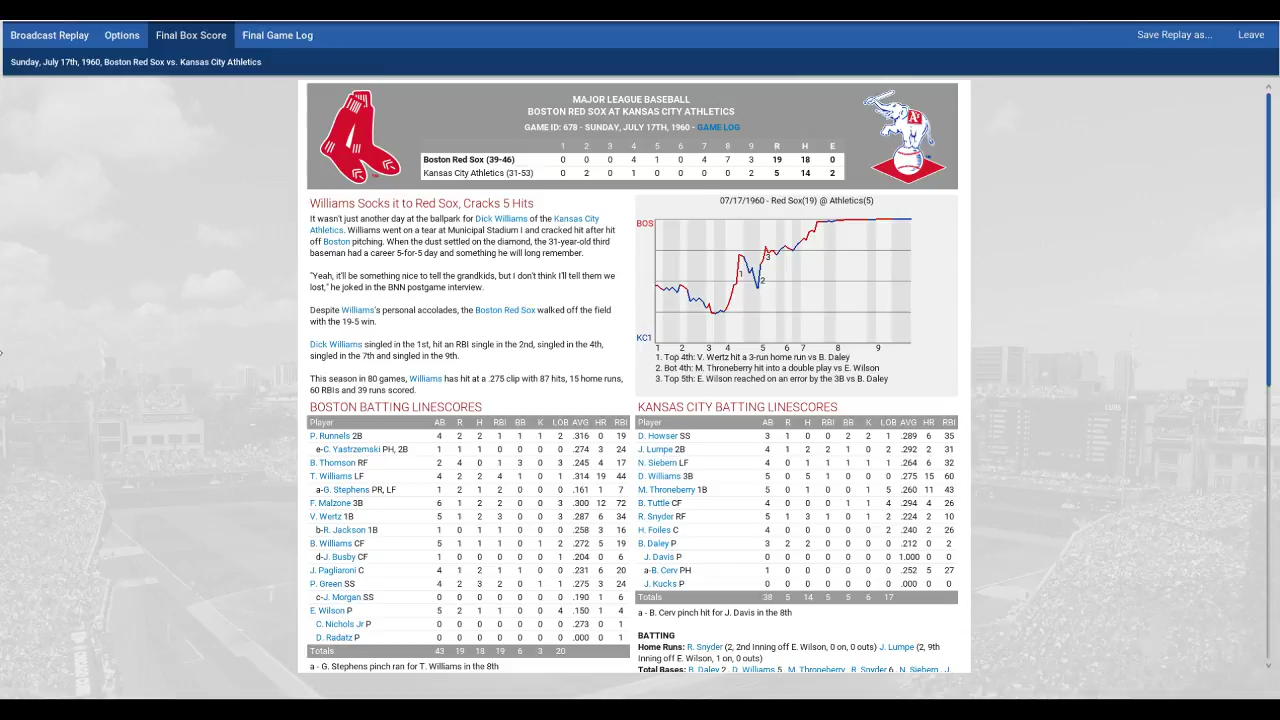 Broadcast Replay Options Final Box Score Final Game Log Save Replay as... Leave
Sunday, July 17th, 1960, Boston Red Sox vs. Kansas City Athletics
MAJOR LEAGUE BASEBALL
BOSTON RED SOX AT KANSAS CITY ATHLETICS
GAME ID: 678 - SUNDAY, JULY 17TH, 1960 - GAME LOG
1 2 3 4 5 6 7 8 9 R H E
Boston Red Sox (39-46) 0 0 0 4 1 0 4 7 3 19 18 0
Kansas City Athletics (31-53) 0 2 0 1 0 0 0 0 2 5 14 2
Williams Socks it to Red Sox, Cracks 5 Hits
It wasn't just another day at the ballpark for Dick Williams of the Kansas City
Athletics. Williams went on a tear at Municipal Stadium I and cracked hit after hit
off Boston pitching. When the dust settled on the diamond, the 31-year-old third
baseman had a career 5-for-5 day and something he will long remember.
"Yeah, it'll be something nice to tell the grandkids, but I don't think I'll tell them we
lost," he joked in the BNN postgame interview.
Despite Williams's personal accolades, the Boston Red Sox walked off the field
with the 19-5 win.
Dick Williams singled in the 1st, hit an RBI single in the 2nd, singled in the 4th,
singled in the 7th and singled in the 9th.
This season in 80 games, Williams has hit at a .275 clip with 87 hits, 15 home runs,
60 RBIs and 39 runs scored.
07/17/1960 - Red Sox(19) @ Athletics(5)
BOS
1
2
3
KC1
1 2 3 4 5 6 7 8 9
1. Top 4th: V. Wertz hit a 3-run home run vs B. Daley
2. Bot 4th: M. Throneberry hit into a double play vs E. Wilson
3. Top 5th: E. Wilson reached on an error by the 3B vs B. Daley
BOSTON BATTING LINESCORES
Player AB R H RBI BB K LOB AVG HR RBI
P. Runnels 2B 4 2 2 1 1 1 2 .316 0 19
e-C. Yastrzemski PH, 2B 1 1 1 0 0 0 0 .274 3 24
B. Thomson RF 2 4 0 1 3 0 3 .245 4 17
T. Williams LF 4 2 2 4 1 0 1 .314 19 44
a-G. Stephens PR, LF 1 2 1 2 0 0 0 .161 1 7
F. Malzone 3B 6 1 2 2 0 0 3 .300 12 72
V. Wertz 1B 5 1 2 3 0 0 3 .287 6 34
b-R. Jackson 1B 1 0 1 1 0 0 0 .258 3 16
B. Williams CF 5 1 1 1 0 1 2 .272 5 19
d-J. Busby CF 1 0 0 0 0 0 1 .204 0 6
J. Pagliaroni C 4 1 2 1 1 0 0 .231 6 20
P. Green SS 4 2 3 2 0 1 1 .275 3 24
c-J. Morgan SS 0 0 0 0 0 0 0 .190 1 6
E. Wilson P 5 2 1 1 0 0 4 .150 1 4
C. Nichols Jr P 0 0 0 0 0 0 0 .273 0 1
D. Radatz P 0 0 0 0 0 0 0 .000 0 1
Totals 43 19 18 19 6 3 20
a - G. Stephens pinch ran for T. Williams in the 8th
KANSAS CITY BATTING LINESCORES
Player AB R H RBI BB K LOB AVG HR RBI
D. Howser SS 3 1 0 0 2 2 1 .289 6 35
J. Lumpe 2B 4 1 2 2 1 0 2 .292 2 31
N. Siebern LF 4 0 1 1 1 1 1 .264 6 32
D. Williams 3B 5 0 5 1 0 0 0 .275 15 60
M. Throneberry 1B 5 0 1 0 0 1 5 .260 11 43
B. Tuttle CF 4 0 0 0 1 1 4 .294 4 26
R. Snyder RF 5 1 3 1 0 1 2 .224 2 10
H. Foiles C 4 0 0 0 0 0 2 .240 2 26
B. Daley P 3 2 2 0 0 0 0 .212 0 2
J. Davis P 0 0 0 0 0 0 0 1.000 0 0
a-B. Cerv PH 1 0 0 0 0 0 0 .252 5 27
J. Kucks P 0 0 0 0 0 0 0 .000 0 0
Totals 38 5 14 5 5 6 17
a - B. Cerv pinch hit for J. Davis in the 8th
BATTING
Home Runs: R. Snyder (2, 2nd Inning off E. Wilson, 0 on, 0 outs) J. Lumpe (2, 9th
Inning off E. Wilson, 1 on, 0 outs)
Total Bases: B. Daley 2, D. Williams 5, M. Throneberry, R. Snyder 6, N. Siebern, J.